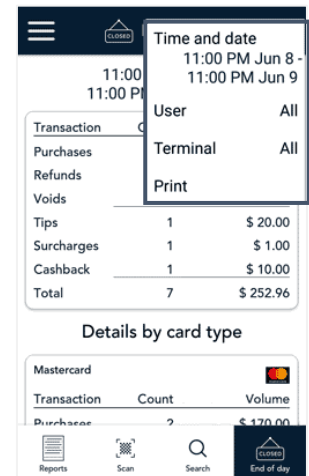 CLOSED
Time and date
11:00 PM Jun 8 -
11:00 PM Jun 9
User All
Terminal All
Print
11:00
11:00
Transaction
Purchases
Refunds
Voids
Tips 1 $ 20.00
Surcharges 1 $ 1.00
Cashback 1 $ 10.00
Total 7 $ 252.96
Details by card type
Mastercard
Transaction Count Volume
Purchases 2 $ 170.00
Reports Scan Search CLOSED End of day